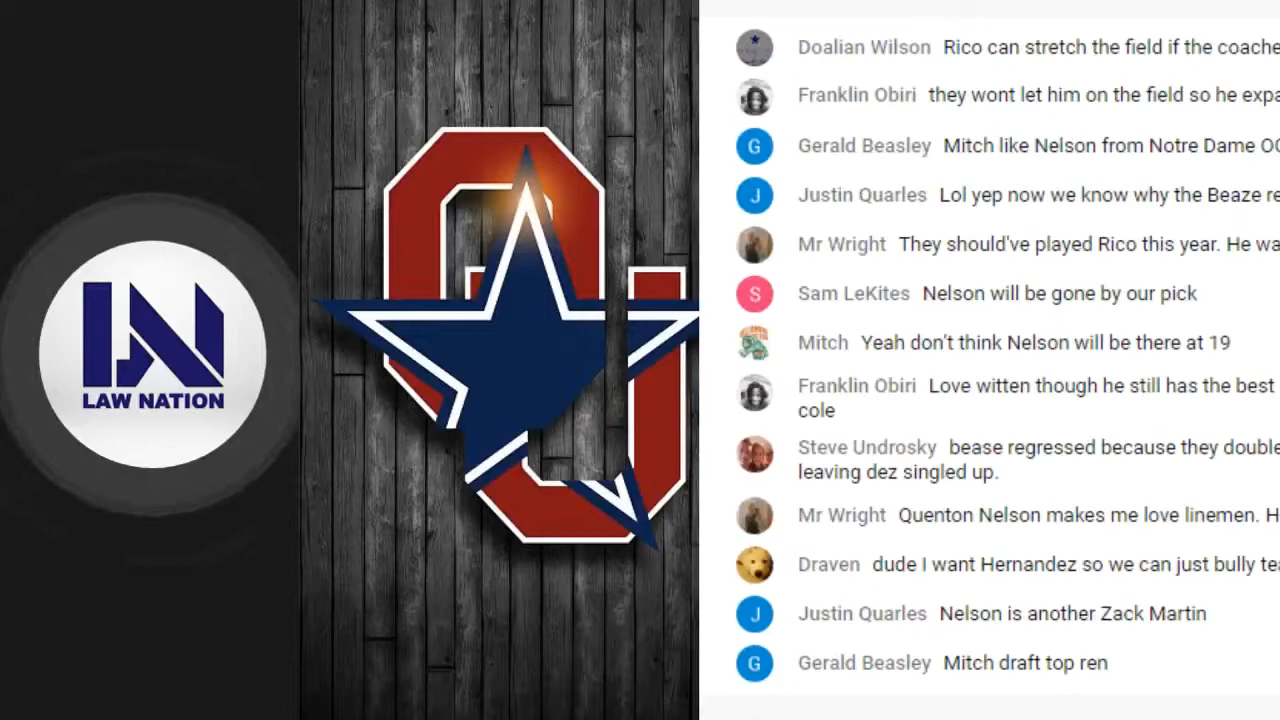 LAW NATION
Doalian Wilson Rico can stretch the field if the coache
Franklin Obiri they wont let him on the field so he expa
Gerald Beasley Mitch like Nelson from Notre Dame OG
Justin Quarles Lol yep now we know why the Beaze re
Mr Wright They should've played Rico this year. He wa
Sam LeKites Nelson will be gone by our pick
Mitch Yeah don't think Nelson will be there at 19
Franklin Obiri Love witten though he still has the best
cole
Steve Undrosky bease regressed because they double
leaving dez singled up.
Mr Wright Quenton Nelson makes me love linemen. H
Draven dude I want Hernandez so we can just bully tea
Justin Quarles Nelson is another Zack Martin
Gerald Beasley Mitch draft top ren